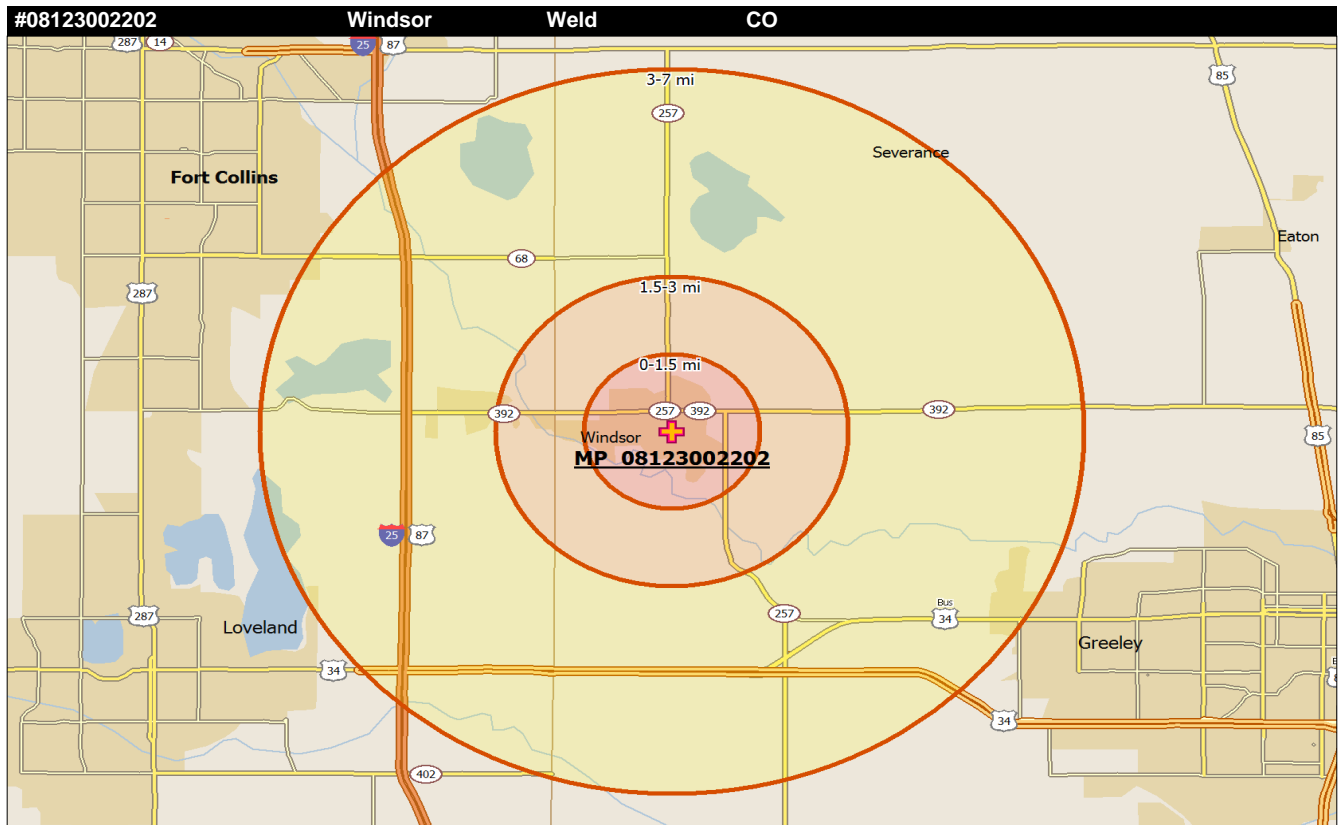 #08123002202 Windsor Weld CO
287 14 25 87
3-7 mi
85
257
Severance
Fort Collins
Eaton
68
287
1.5-3 mi
0-1.5 mi
392 257 392 392
Windsor
85
MP 08123002202
25 87
Bus
287 257 34
Loveland
Greeley
34
34
402